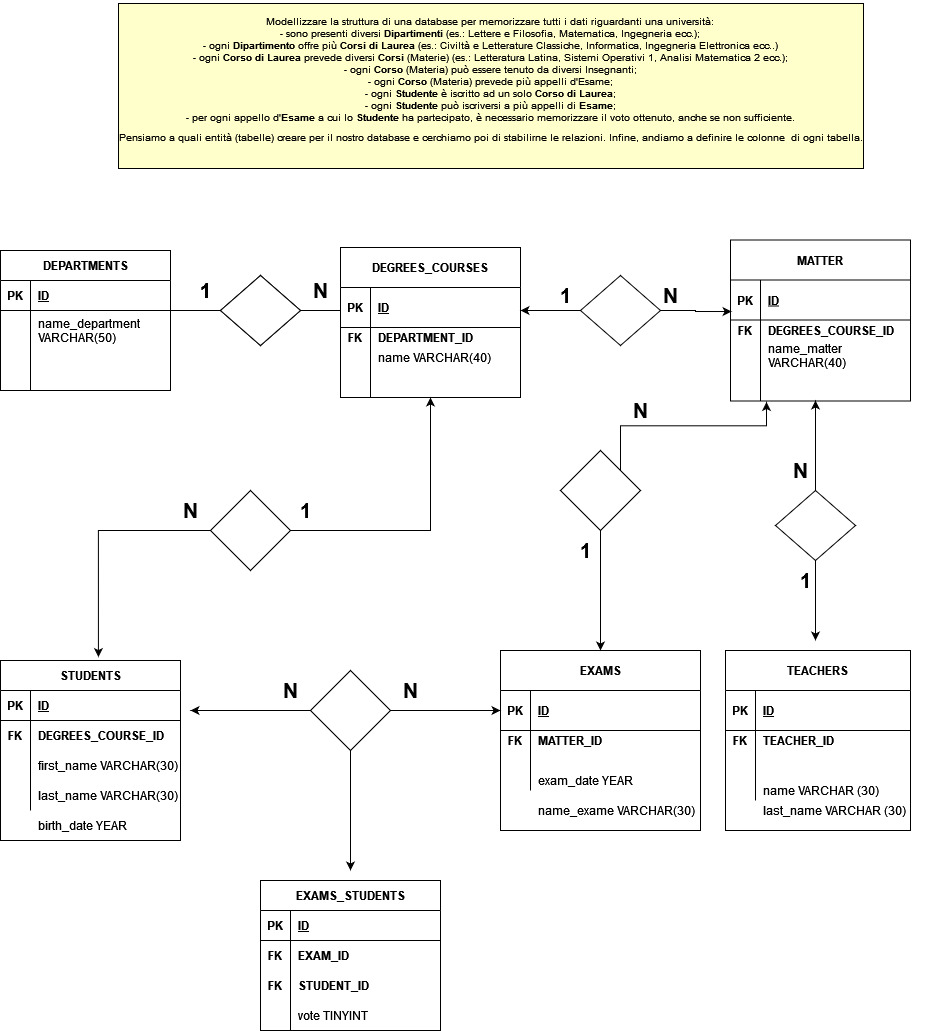 Modellizzare la struttura di una database per memorizzare tutti i dati riguardanti una università:
- sono presenti diversi Dipartimenti (es.: Lettere e Filosofia, Matematica, Ingegneria ecc.);
- ogni Dipartimento offre più Corsi di Laurea (es.: Civiltà e Letterature Classiche, Informatica, Ingegneria Elettronica ecc..)
- ogni Corso di Laurea prevede diversi Corsi (Materie) (es.: Letteratura Latina, Sistemi Operativi 1, Analisi Matematica 2 ecc.);
- ogni Corso (Materia) può essere tenuto da diversi Insegnanti;
- ogni Corso (Materia) prevede più appelli d'Esame;
- ogni Studente è iscritto ad un solo Corso di Laurea;
- ogni Studente può iscriversi a più appelli di Esame;
- per ogni appello d'Esame a cui lo Studente ha partecipato, è necessario memorizzare il voto ottenuto, anche se non sufficiente.
Pensiamo a quali entità (tabelle) creare per il nostro database e cerchiamo poi di stabilirne le relazioni. Infine, andiamo a definire le colonne di ogni tabella.
DEPARTMENTS
PK ID
name_department
VARCHAR(50)
1
N
DEGREES_COURSES
PK ID
FK DEPARTMENT_ID
name VARCHAR(40)
1
N
MATTER
PK ID
FK DEGREES_COURSE_ID
name_matter
VARCHAR(40)
N
1
N
1
N
1
STUDENTS
PK ID
FK DEGREES_COURSE_ID
first_name VARCHAR(30)
last_name VARCHAR(30)
birth_date YEAR
N
N
EXAMS
PK ID
FK MATTER_ID
exam_date YEAR
name_exame VARCHAR(30)
TEACHERS
PK ID
FK TEACHER_ID
name VARCHAR (30)
last_name VARCHAR (30)
EXAMS_STUDENTS
PK ID
FK EXAM_ID
FK STUDENT_ID
vote TINYINT